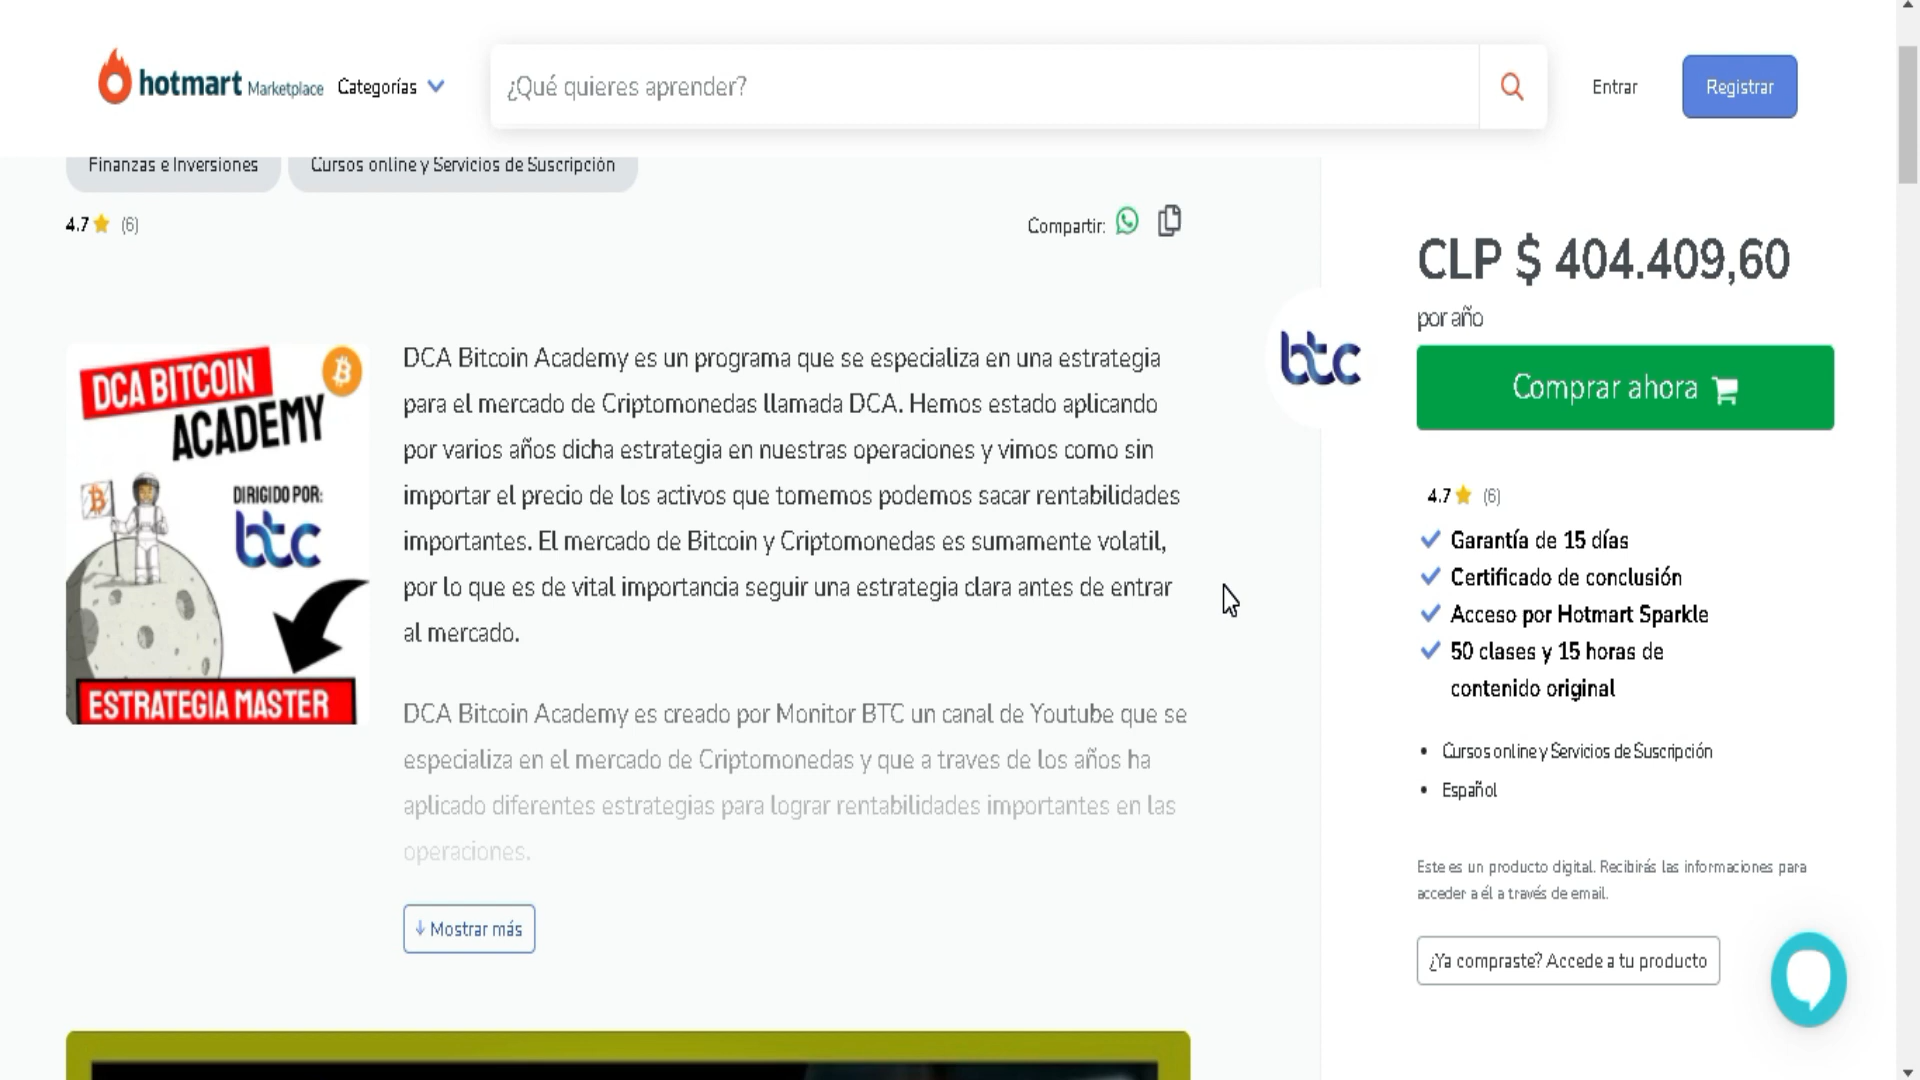 hotmart Marketplace
Categorías
¿Qué quieres aprender?
Entrar
Registrar
Finanzas e Inversiones
Cursos online y Servicios de Suscripción
4.7 (6)
Compartir:
DCA BITCOIN
ACADEMY
DIRIGIDO POR:
btc
ESTRATEGIA MASTER
DCA Bitcoin Academy es un programa que se especializa en una estrategia
para el mercado de Criptomonedas llamada DCA. Hemos estado aplicando
por varios años dicha estrategia en nuestras operaciones y vimos como sin
importar el precio de los activos que tomemos podemos sacar rentabilidades
importantes. El mercado de Bitcoin y Criptomonedas es sumamente volatil,
por lo que es de vital importancia seguir una estrategia clara antes de entrar
al mercado.
DCA Bitcoin Academy es creado por Monitor BTC un canal de Youtube que se
especializa en el mercado de Criptomonedas y que a traves de los años ha
aplicado diferentes estrategias para lograr rentabilidades importantes en las
operaciones.
Mostrar más
btc
CLP $ 404.409,60
por año
Comprar ahora
4.7 (6)
Garantía de 15 días
Certificado de conclusión
Acceso por Hotmart Sparkle
50 clases y 15 horas de
contenido original
• Cursos online y Servicios de Suscripción
• Español
Este es un producto digital. Recibirás las informaciones para
acceder a él a través de email.
¿Ya compraste? Accede a tu producto